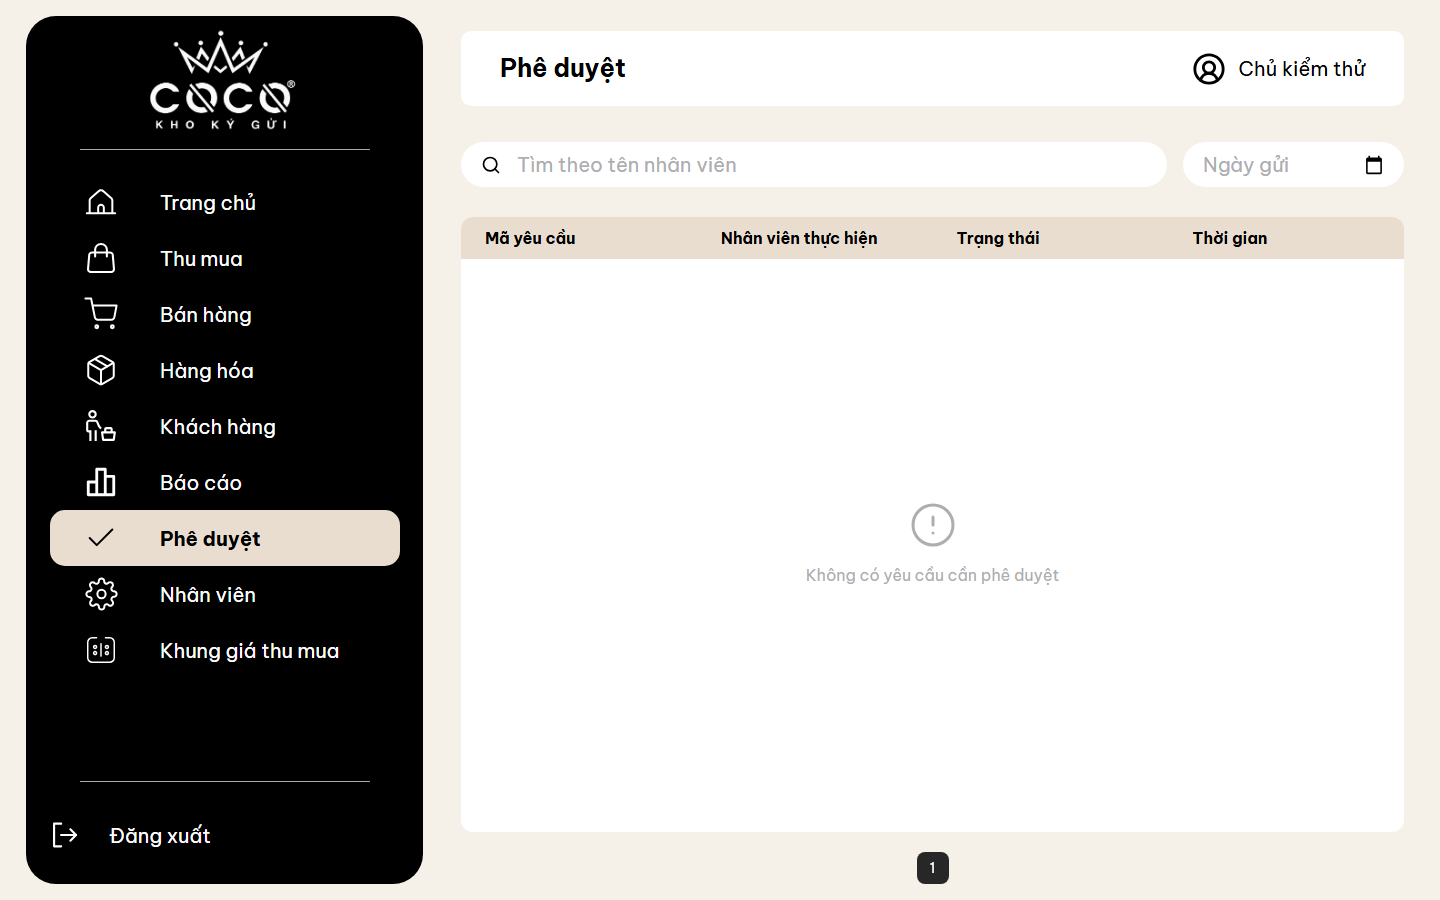 COCO®
KHO KÝ GỬI
Trang chủ
Thu mua
Bán hàng
Hàng hóa
Khách hàng
Báo cáo
Phê duyệt
Nhân viên
Khung giá thu mua
Đăng xuất
Phê duyệt
Chủ kiểm thử
Tìm theo tên nhân viên
Ngày gửi
Mã yêu cầu Nhân viên thực hiện Trạng thái Thời gian
Không có yêu cầu cần phê duyệt
1